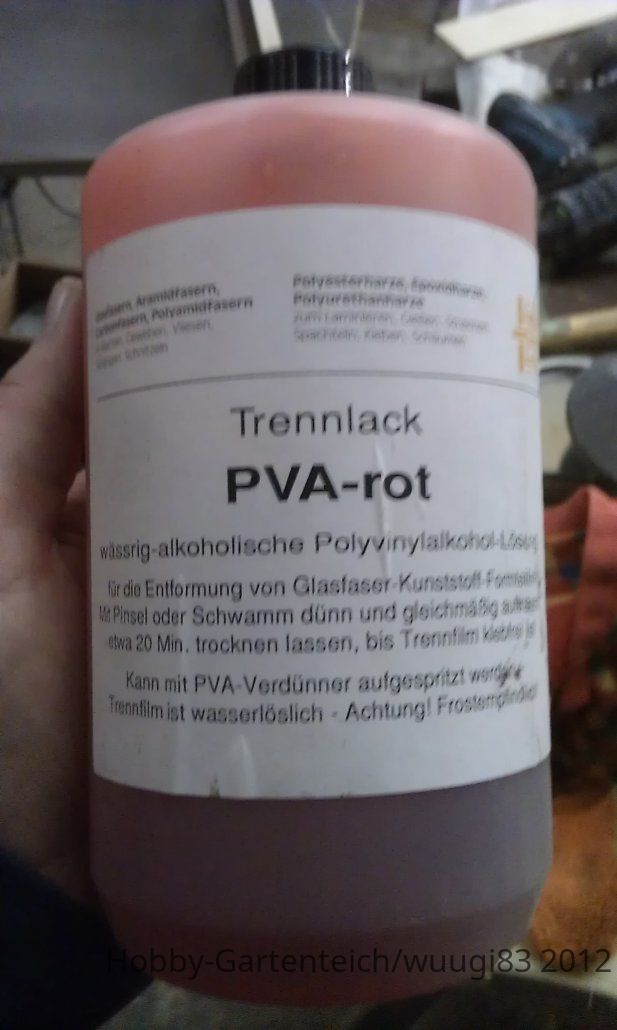 Aramidfasern,
Polyamidfasern
Polyesterharze, Epoxidharze,
Polyurethanharze
Trennlack
PVA-rot
wässrig-alkoholische Polyvinylalkohol-Lösung
für die Entformung von Glasfaser-Kunststoff-Formteilen
Mit Pinsel oder Schwamm dünn und gleichmäßig auftragen
etwa 20 Min. trocknen lassen, bis Trennfilm klebfrei ist
Kann mit PVA-Verdünner aufgespritzt werden
Trennfilm ist wasserlöslich - Achtung! Frostempfindlich
Hobby-Gartenteich/wuugi83 2012